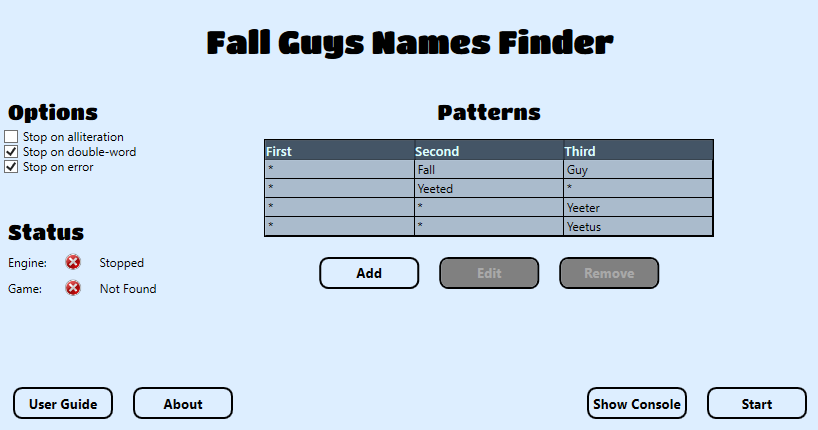 Fall Guys Names Finder
Options
Stop on alliteration
Stop on double-word
Stop on error
Patterns
First Second Third
* Fall Guy
* Yeeted *
* * Yeeter
* * Yeetus
Add Edit Remove
Status
Engine: Stopped
Game: Not Found
User Guide About Show Console Start